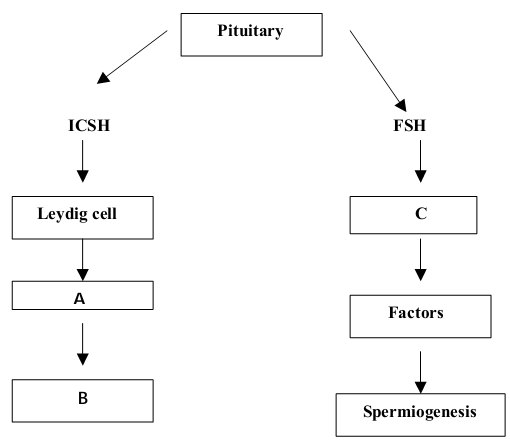 Pituitary
ICSH
FSH
Leydig cell
C
A
Factors
B
Spermiogenesis